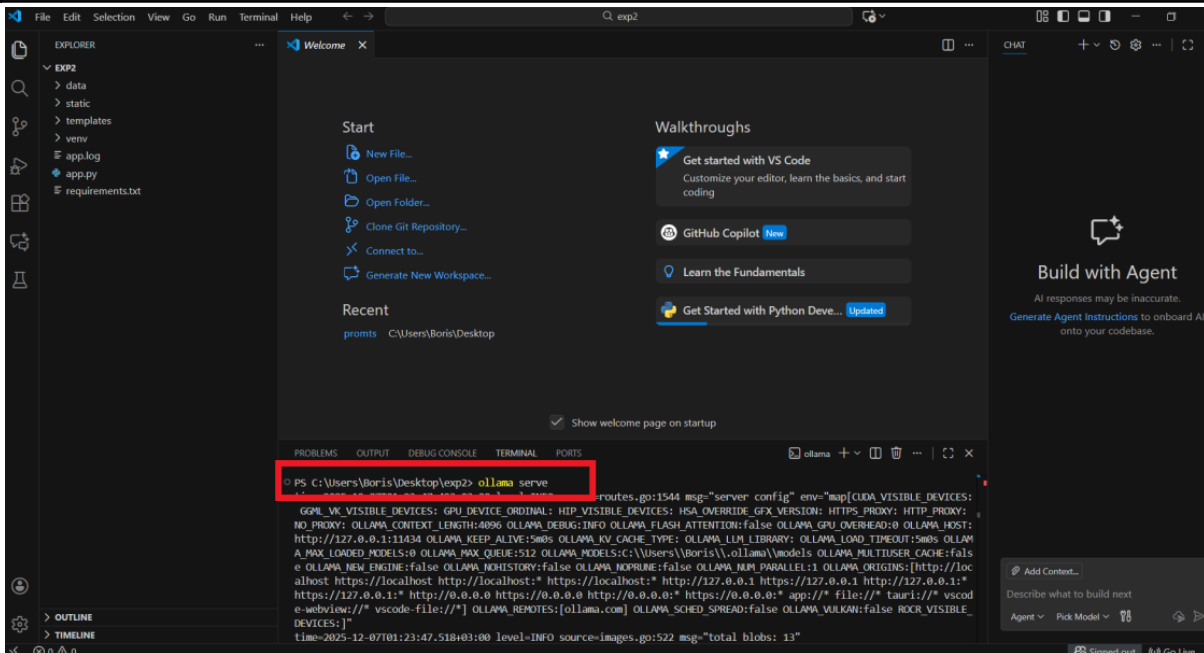 File Edit Selection View Go Run Terminal Help
exp2
EXPLORER
EXP2
data
static
templates
venv
app.log
app.py
requirements.txt
OUTLINE
TIMELINE
Welcome
Start
New File...
Open File...
Open Folder...
Clone Git Repository...
Connect to...
Generate New Workspace...
Recent
promts C:\Users\Boris\Desktop
Walkthroughs
Get started with VS Code
Customize your editor, learn the basics, and start
coding
GitHub Copilot New
Learn the Fundamentals
Get Started with Python Deve... Updated
Show welcome page on startup
PROBLEMS OUTPUT DEBUG CONSOLE TERMINAL PORTS
ollama
PS C:\Users\Boris\Desktop\exp2> ollama serve
=routes.go:1544 msg="server config" env="map[CUDA_VISIBLE_DEVICES:
GGML_VK_VISIBLE_DEVICES: GPU_DEVICE_ORDINAL: HIP_VISIBLE_DEVICES: HSA_OVERRIDE_GFX_VERSION: HTTPS_PROXY: HTTP_PROXY:
NO_PROXY: OLLAMA_CONTEXT_LENGTH:4096 OLLAMA_DEBUG:INFO OLLAMA_FLASH_ATTENTION:false OLLAMA_GPU_OVERHEAD:0 OLLAMA_HOST:
http://127.0.0.1:11434 OLLAMA_KEEP_ALIVE:5m0s OLLAMA_KV_CACHE_TYPE: OLLAMA_LLM_LIBRARY: OLLAMA_LOAD_TIMEOUT:5m0s OLLAM
A_MAX_LOADED_MODELS:0 OLLAMA_MAX_QUEUE:512 OLLAMA_MODELS:C:\\Users\\Boris\\.ollama\\models OLLAMA_MULTIUSER_CACHE:fals
e OLLAMA_NEW_ENGINE:false OLLAMA_NOHISTORY:false OLLAMA_NOPRUNE:false OLLAMA_NUM_PARALLEL:1 OLLAMA_ORIGINS:[http://loc
alhost https://localhost http://localhost:* https://localhost:* http://127.0.0.1 https://127.0.0.1 http://127.0.0.1:*
https://127.0.0.1:* http://0.0.0.0 https://0.0.0.0 http://0.0.0.0:* https://0.0.0.0:* app://* file://* tauri://* vscod
e-webview://* vscode-file://*] OLLAMA_REMOTES:[ollama.com] OLLAMA_SCHED_SPREAD:false OLLAMA_VULKAN:false ROCR_VISIBLE_
DEVICES:]"
time=2025-12-07T01:23:47.518+03:00 level=INFO source=images.go:522 msg="total blobs: 13"
CHAT
Build with Agent
AI responses may be inaccurate.
Generate Agent Instructions to onboard AI
onto your codebase.
Add Context...
Describe what to build next
Agent Pick Model
0 0
Signed out Go Live